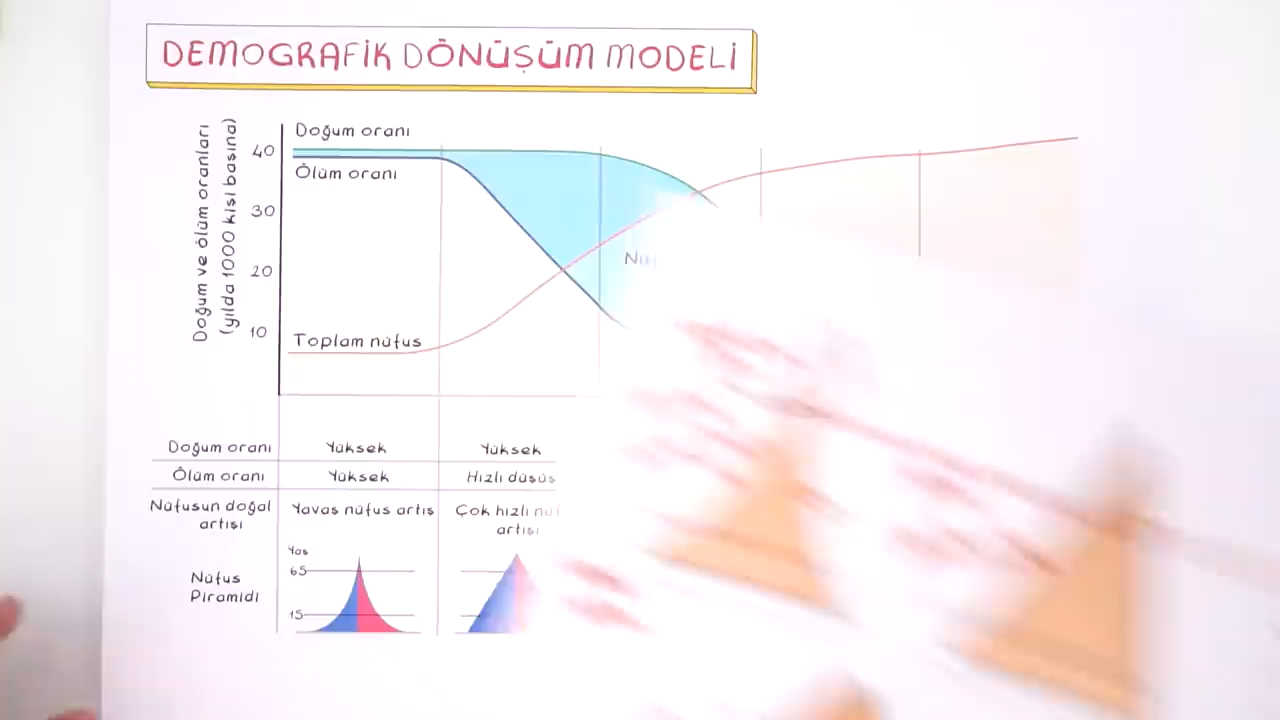 DEMOGRAFİK DÖNÜŞÜM MODELİ
Doğum ve ölüm oranları
(yılda 1000 kişi başına)
Doğum oranı
40
Ölüm oranı
30
20
10
Toplam nüfus
Doğum oranı Yüksek Yüksek
Ölüm oranı Yüksek Hızlı düşüş
Nüfusun doğal Yavaş nüfus artış Çok hızlı
artışı artışı
Yaş
65
Nüfus
Piramidi
15